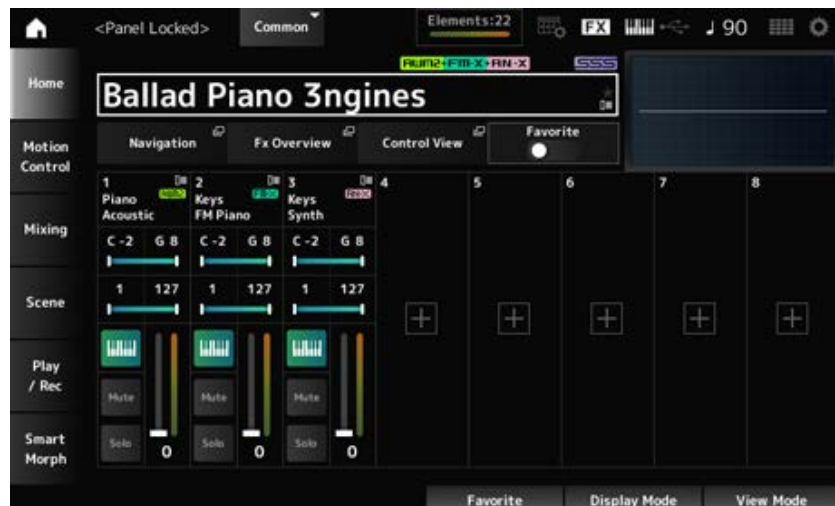 <Panel Locked>
Common
Elements:22
FX
90
AWM2+FM-X+AN-X
SSS
Home
Ballad Piano 3ngines
Navigation
Fx Overview
Control View
Favorite
Motion
Control
1 2 3 4 5 6 7 8
Piano Keys Keys
Acoustic FM Piano Synth
Mixing
C -2 G 8 C -2 G 8 C -2 G 8
Scene
1 127 1 127 1 127
Play
/ Rec
Mute Mute Mute
Smart
Morph
Solo 0 Solo 0 Solo 0
Favorite
Display Mode
View Mode